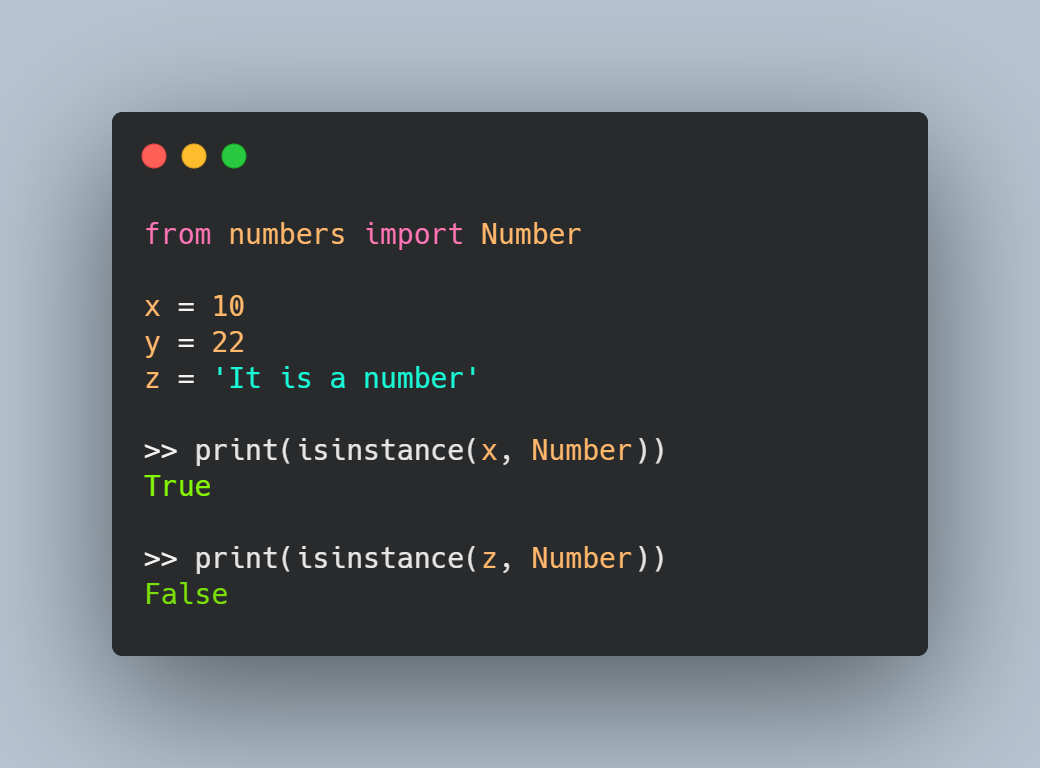 from numbers import Number
x = 10
y = 22
z = 'It is a number'
>> print(isinstance(x, Number))
True
>> print(isinstance(z, Number))
False